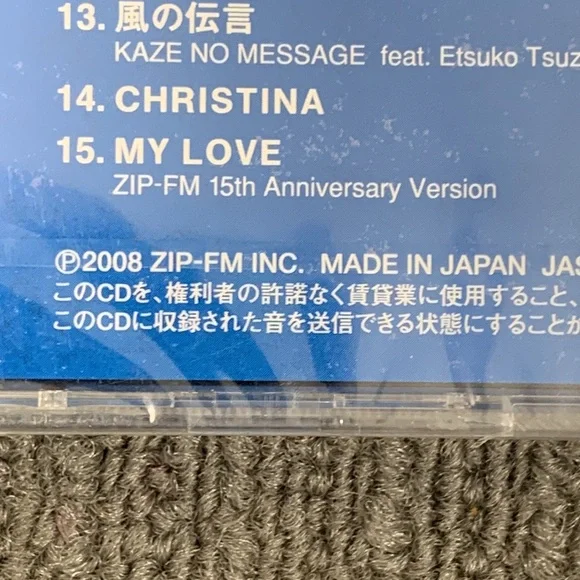 13. 風の伝言
KAZE NO MESSAGE feat. Etsuko
14. CHRISTINA
15. MY LOVE
ZIP-FM 15th Anniversary Version
℗2008 ZIP-FM INC. MADE IN JAPAN
このCDを、権利者の許諾なく賃貸業に使用すること、
このCDに収録された音を送信できる状態にすること